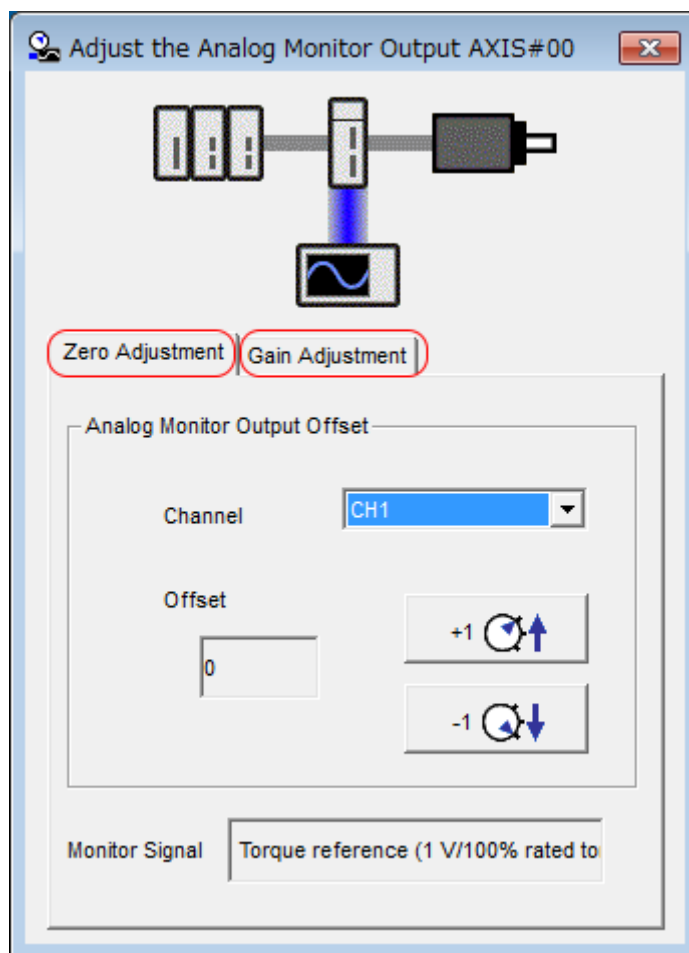 Adjust the Analog Monitor Output AXIS#00
Zero Adjustment
Gain Adjustment
Analog Monitor Output Offset
Channel
CH1
Offset
0
+1
-1
Monitor Signal
Torque reference (1 V/100% rated